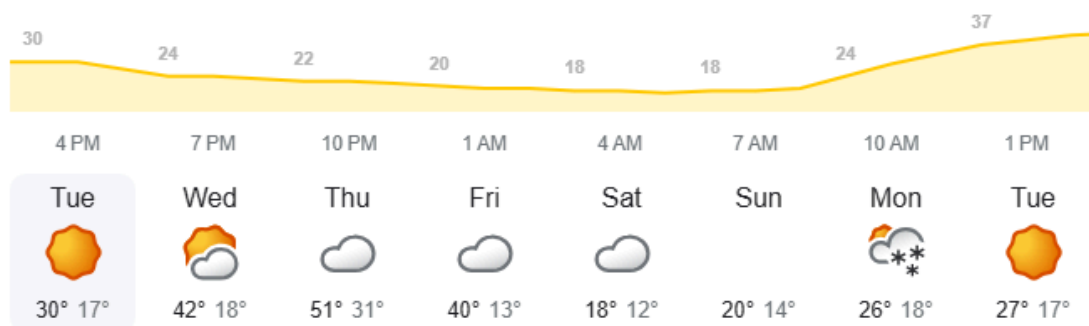 30 24 22 20 18 18 24 37
4 PM 7 PM 10 PM 1 AM 4 AM 7 AM 10 AM 1 PM
Tue Wed Thu Fri Sat Sun Mon Tue
30° 17° 42° 18° 51° 31° 40° 13° 18° 12° 20° 14° 26° 18° 27° 17°